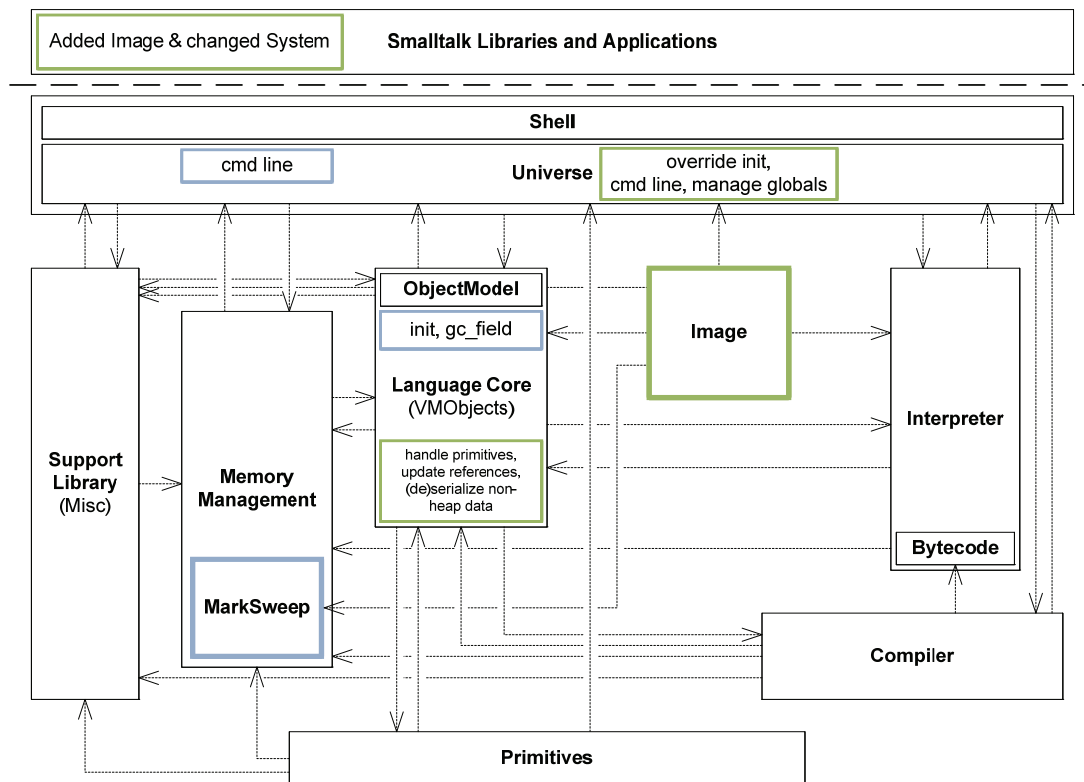 Added Image & changed System
Smalltalk Libraries and Applications
Shell
cmd line
Universe
override init,
cmd line, manage globals
ObjectModel
init, gc_field
Language Core
(VMObjects)
handle primitives,
update references,
(de)serialize non-
heap data
Image
Interpreter
Bytecode
Support
Library
(Misc)
Memory
Management
MarkSweep
Compiler
Primitives